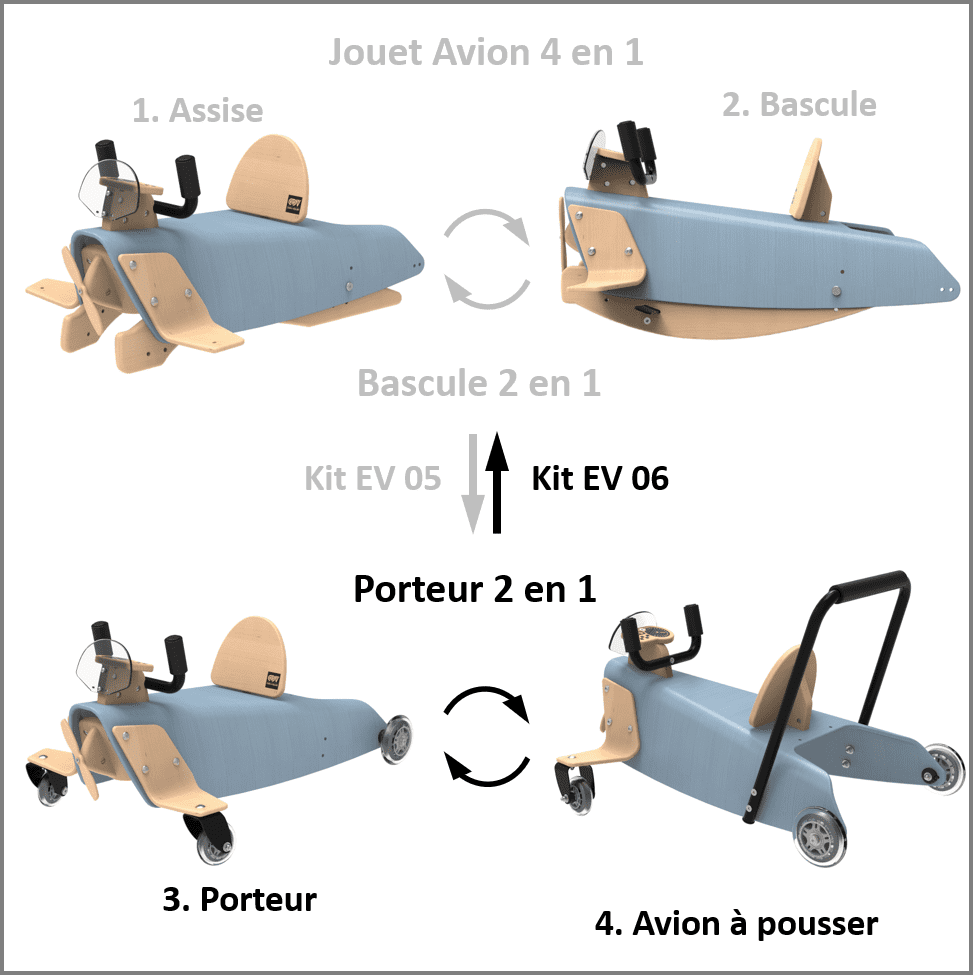 Jouet Avion 4 en 1
1. Assise
2. Bascule
Bascule 2 en 1
Kit EV 05
Kit EV 06
Porteur 2 en 1
3. Porteur
4. Avion à pousser